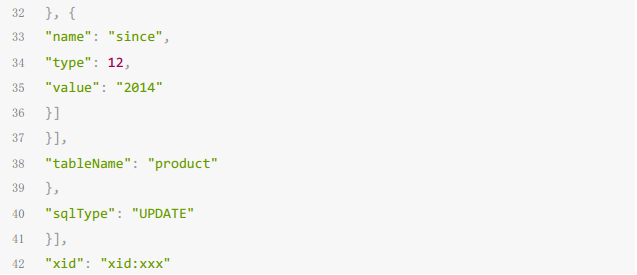 32 }, {
33 "name": "since",
34 "type": 12,
35 "value": "2014"
36 }]
37 }],
38 "tableName": "product"
39 },
40 "sqlType": "UPDATE"
41 }],
42 "xid": "xid:xxx"